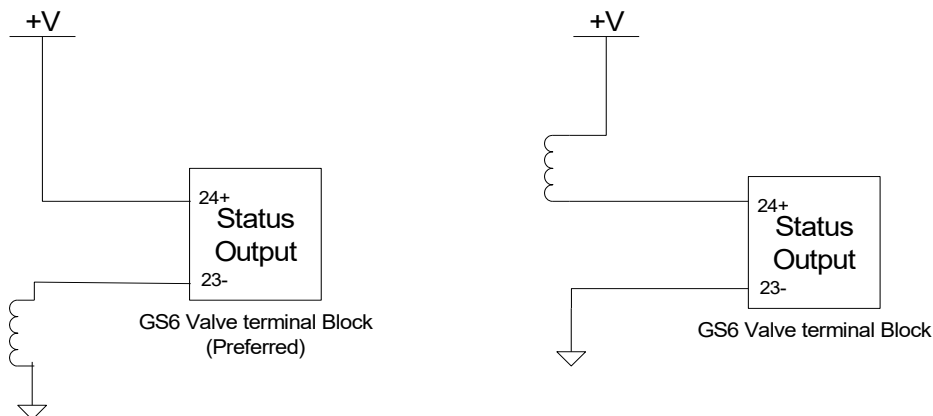 +V
24+
Status
Output
23-
GS6 Valve terminal Block
(Preferred)
+V
24+
Status
Output
23-
GS6 Valve terminal Block